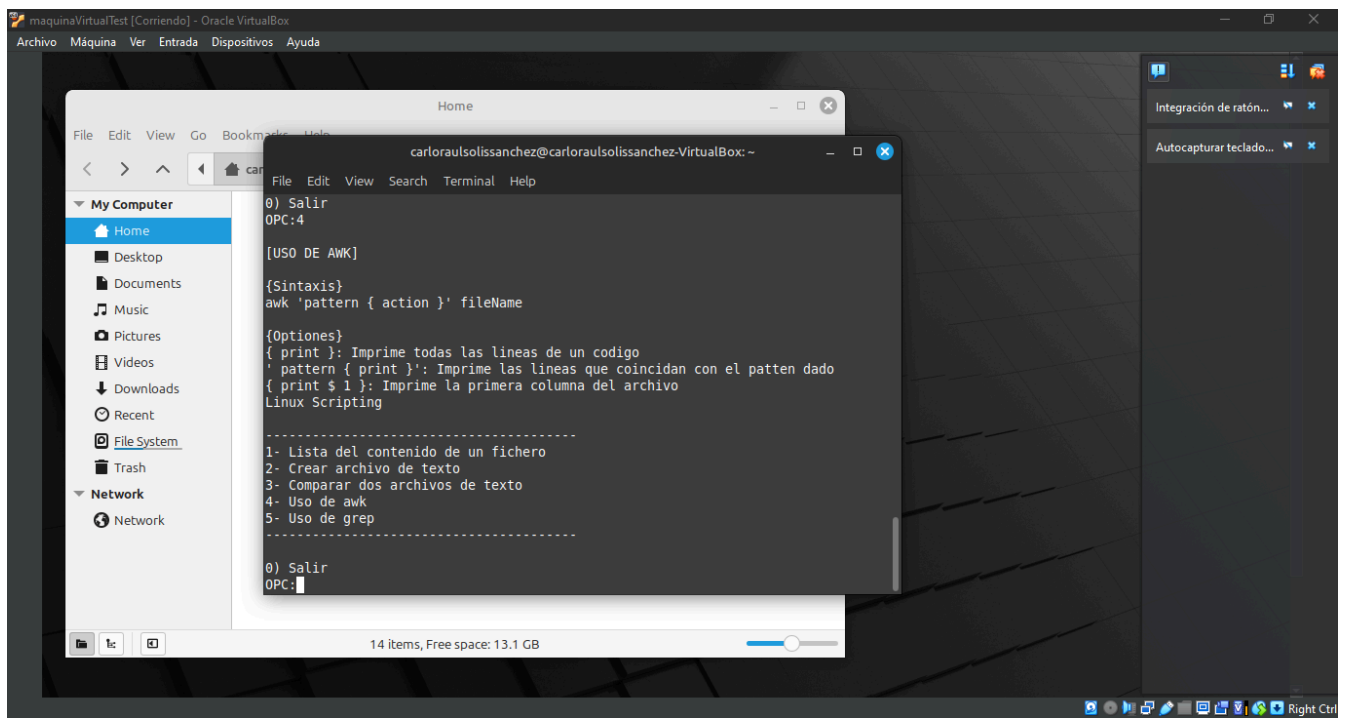 maquinaVirtualTest [Corriendo] - Oracle VirtualBox
Archivo Máquina Ver Entrada Dispositivos Ayuda
Home
File Edit View Go Bookmarks Help
My Computer
Home
Desktop
Documents
Music
Pictures
Videos
Downloads
Recent
File System
Trash
Network
Network
14 items, Free space: 13.1 GB
carloraulsolissanchez@carloraulsolissanchez-VirtualBox: ~
File Edit View Search Terminal Help
0) Salir
OPC:4
[USO DE AWK]
{Sintaxis}
awk 'pattern { action }' fileName
{Optiones}
{ print }: Imprime todas las lineas de un codigo
' pattern { print }': Imprime las lineas que coincidan con el patten dado
{ print $ 1 }: Imprime la primera columna del archivo
Linux Scripting
---------------------------------------
1- Lista del contenido de un fichero
2- Crear archivo de texto
3- Comparar dos archivos de texto
4- Uso de awk
5- Uso de grep
---------------------------------------
0) Salir
OPC:
Integración de ratón...
Autocapturar teclado...
Right Ctrl